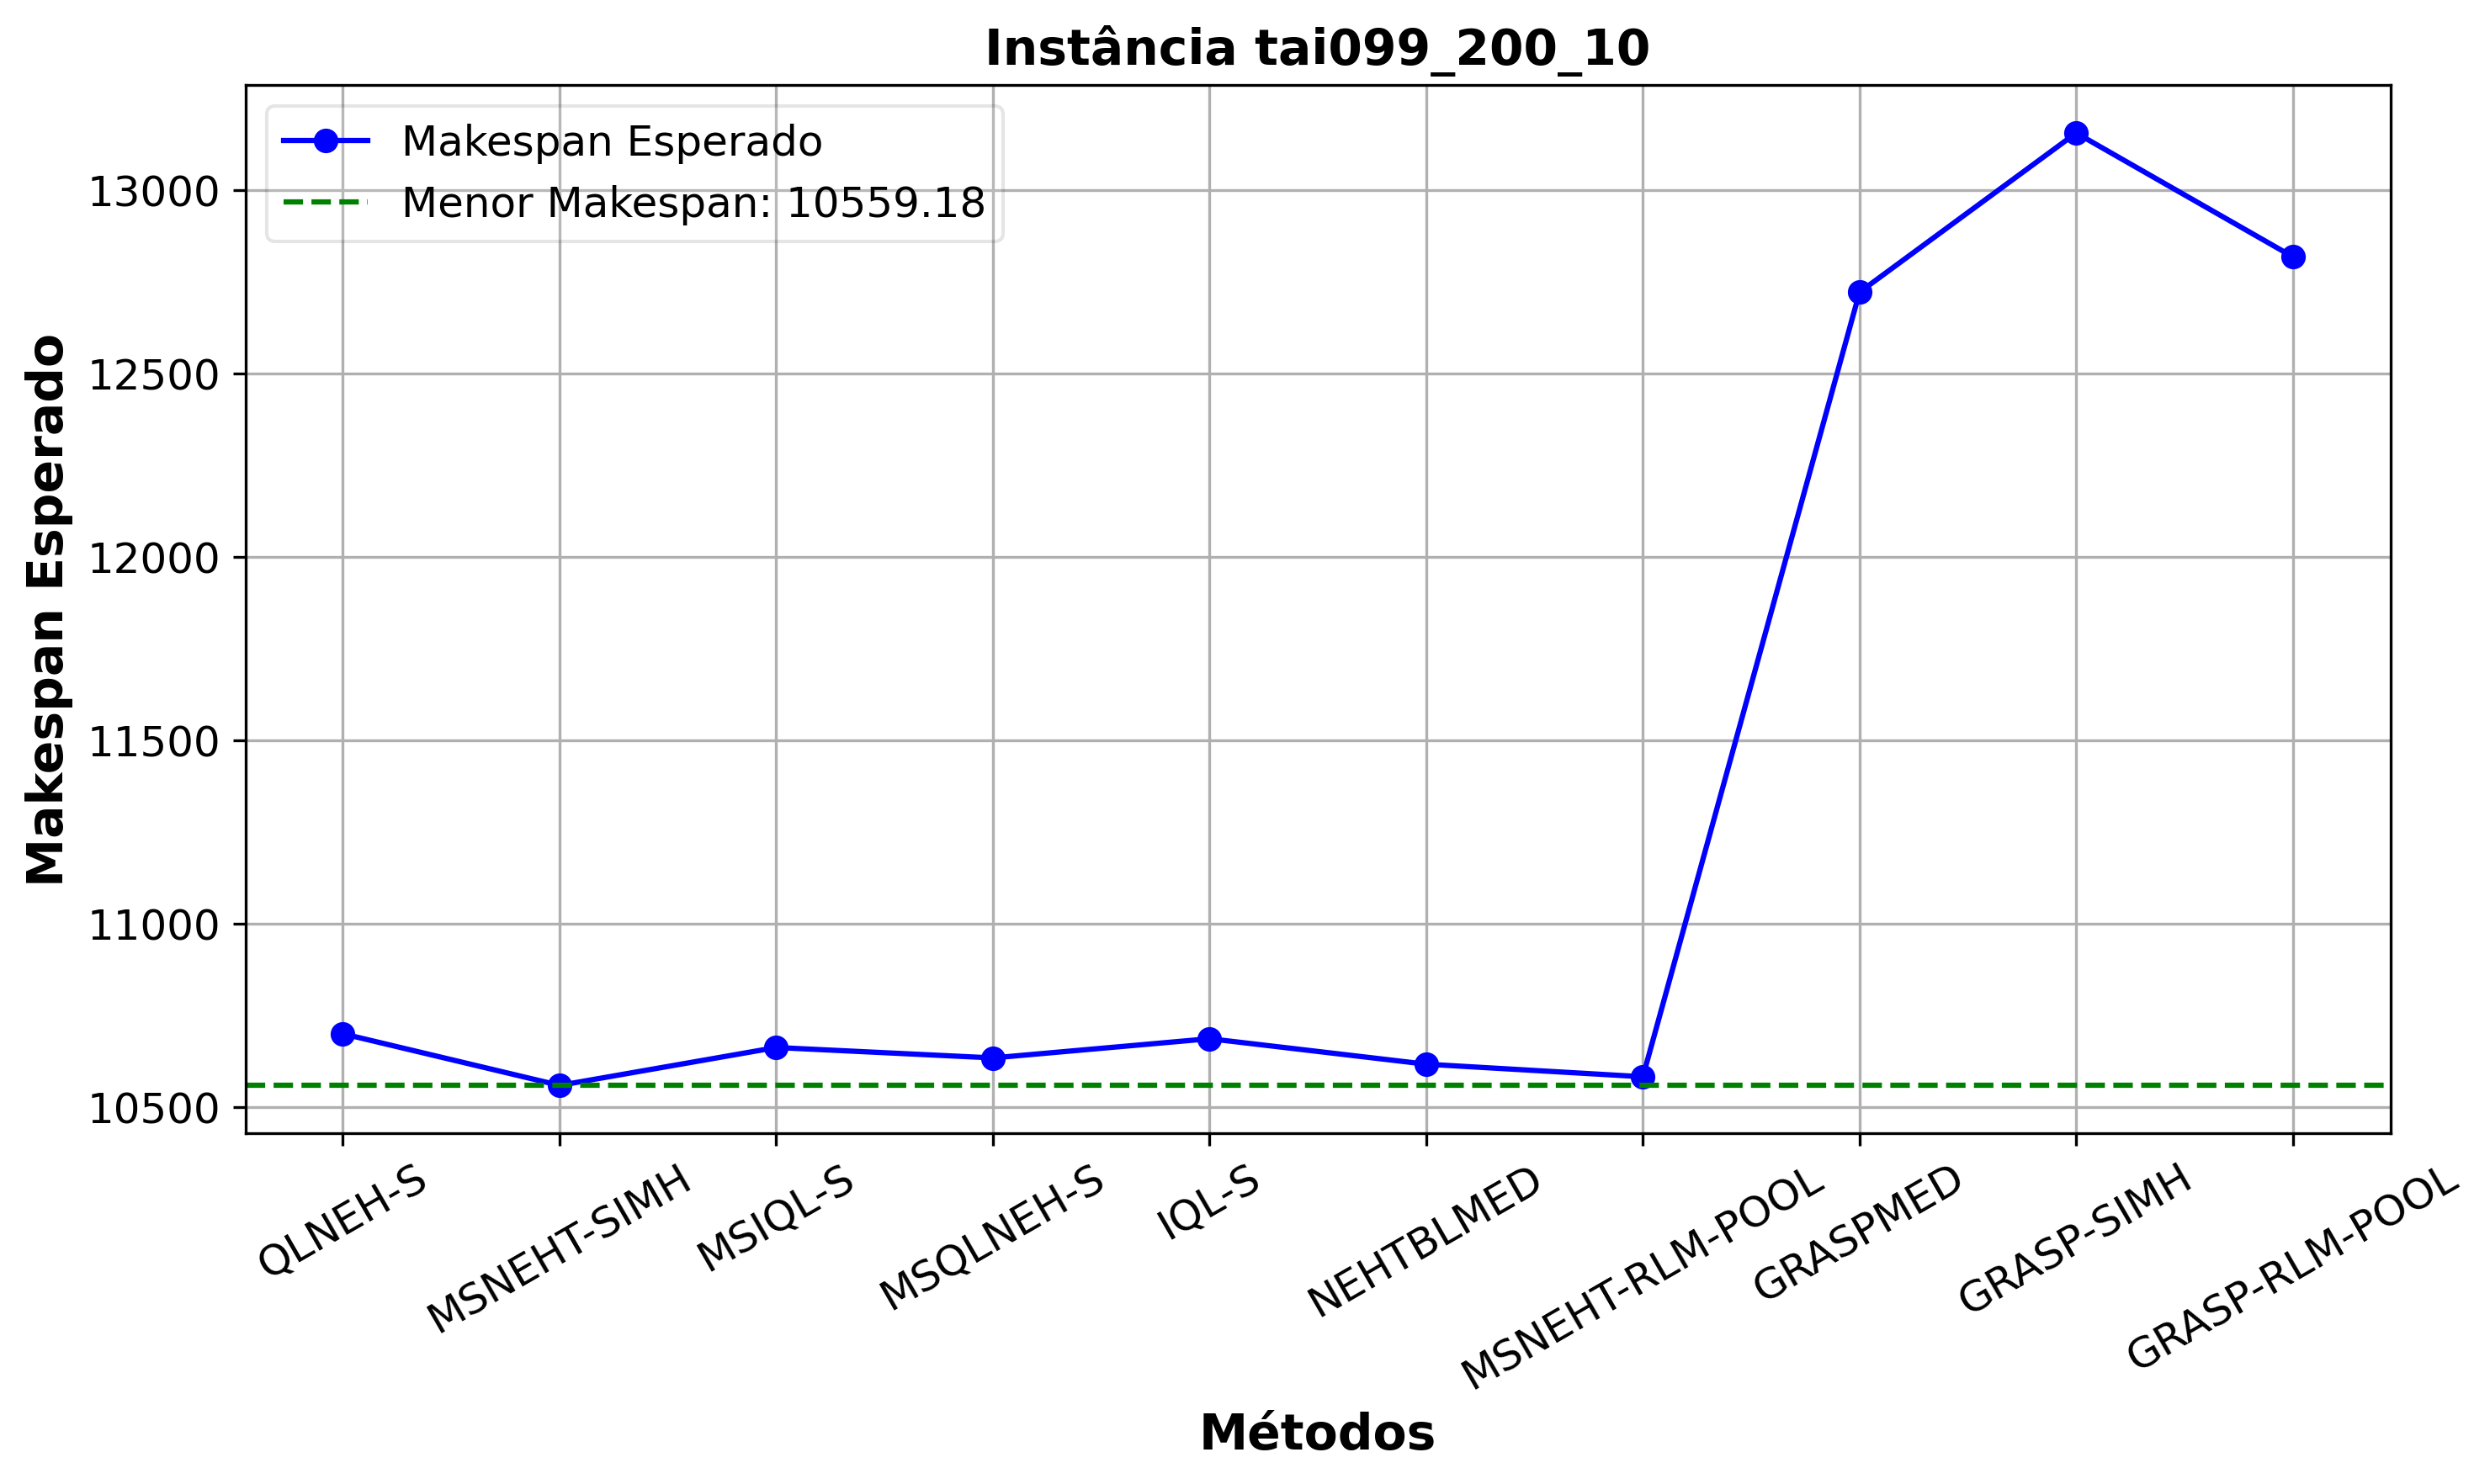 Instância tai099_200_10
Makespan Esperado
Menor Makespan: 10559.18
Makespan Esperado
13000
12500
12000
11500
11000
10500
QLNEH-S
MSNEHT-SIMH
MSIQL-S
MSQLNEH-S
IQL-S
NEHTBLMED
MSNEHT-RLM-POOL
GRASPMED
GRASP-SIMH
GRASP-RLM-POOL
Métodos